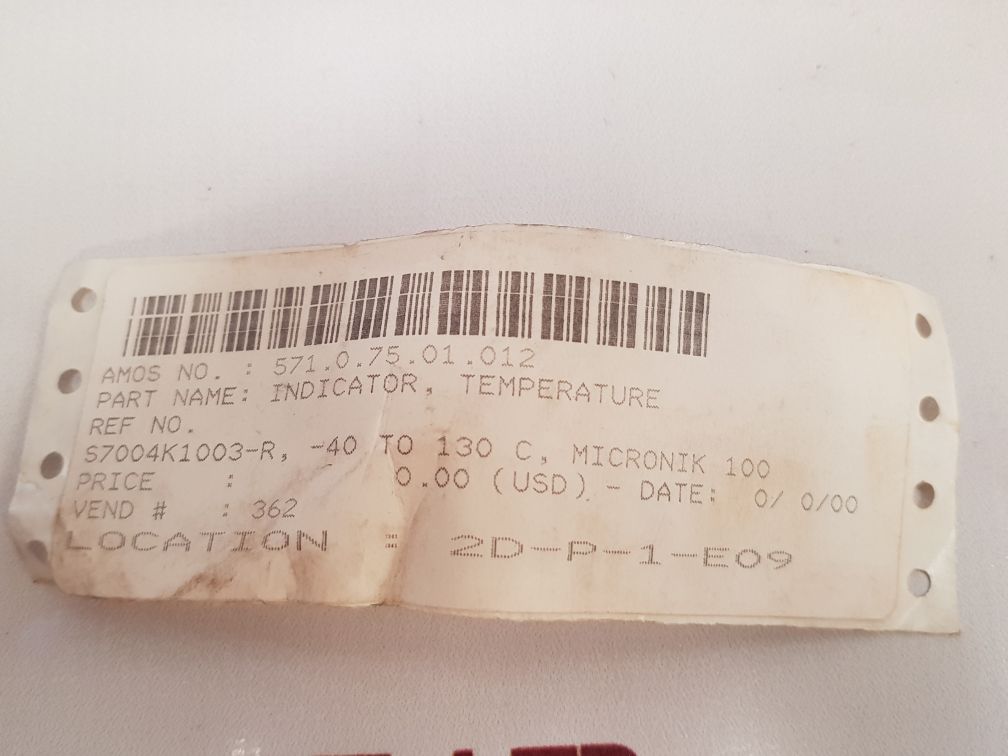 AMOS NO. : 571.0.75.01.012
PART NAME: INDICATOR, TEMPERATURE
REF NO.
S7004K1003-R, -40 TO 130 C, MICRONIK 100
PRICE : 0.00 (USD) - DATE: 0/ 0/00
VEND # : 362
LOCATION : 2D-P-1-E09